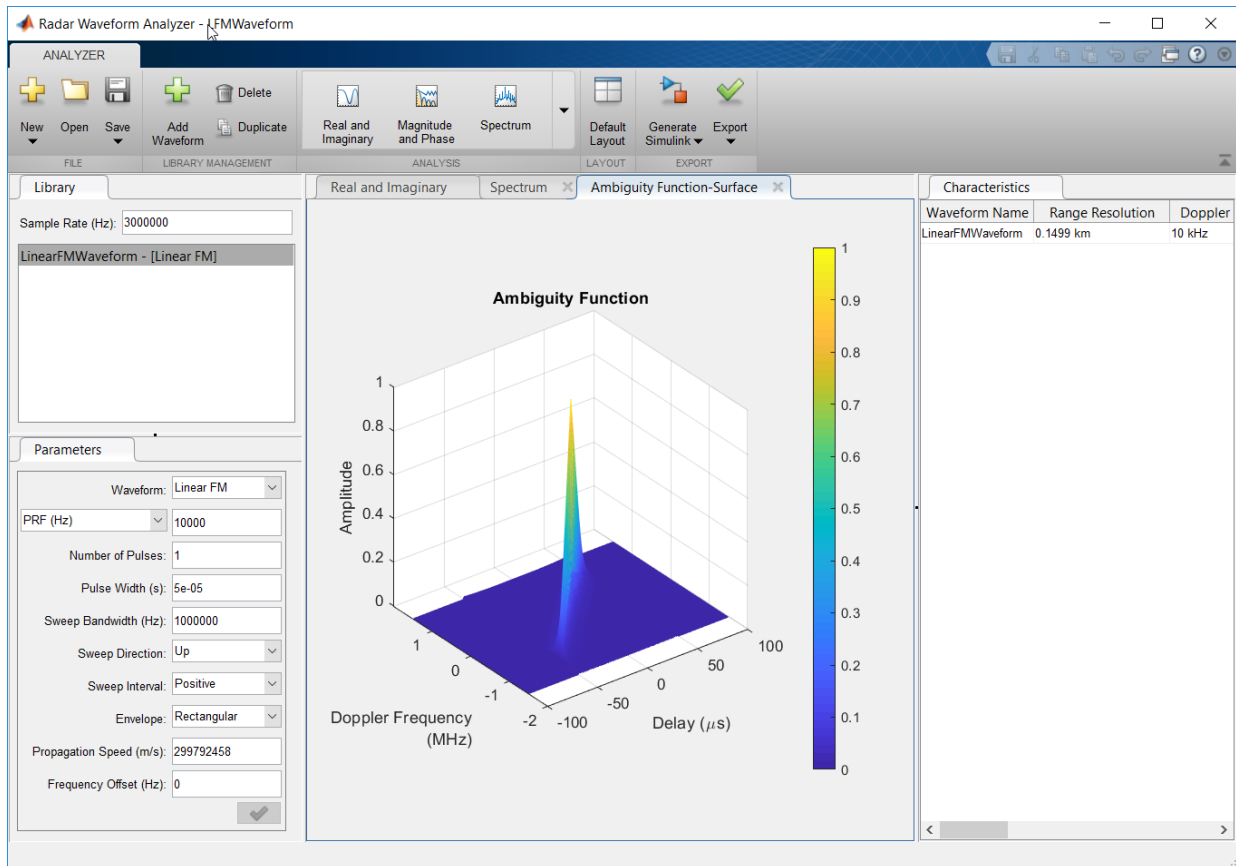 Radar Waveform Analyzer - LFMWaveform
ANALYZER
New
Open
Save
FILE
Add
Waveform
Delete
Duplicate
LIBRARY MANAGEMENT
Real and
Imaginary
Magnitude
and Phase
Spectrum
ANALYSIS
Default
Layout
LAYOUT
Generate
Simulink
Export
EXPORT
Library
Sample Rate (Hz): 3000000
LinearFMWaveform - [Linear FM]
Parameters
Waveform: Linear FM
PRF (Hz) 10000
Number of Pulses: 1
Pulse Width (s): 5e-05
Sweep Bandwidth (Hz): 1000000
Sweep Direction: Up
Sweep Interval: Positive
Envelope: Rectangular
Propagation Speed (m/s): 299792458
Frequency Offset (Hz): 0
Real and Imaginary
Spectrum
Ambiguity Function-Surface
Ambiguity Function
Amplitude
1
0.8
0.6
0.4
0.2
0
1
0
-1
-2
Doppler Frequency
(MHz)
-100
-50
0
50
100
Delay (μs)
1
0.9
0.8
0.7
0.6
0.5
0.4
0.3
0.2
0.1
0
Characteristics
Waveform Name Range Resolution Doppler
LinearFMWaveform 0.1499 km 10 kHz